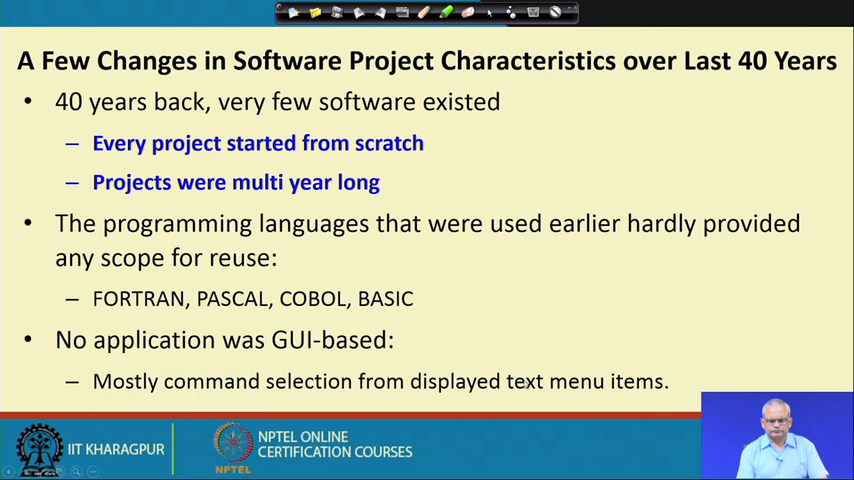 A Few Changes in Software Project Characteristics over Last 40 Years
• 40 years back, very few software existed
– Every project started from scratch
– Projects were multi year long
• The programming languages that were used earlier hardly provided
any scope for reuse:
– FORTRAN, PASCAL, COBOL, BASIC
• No application was GUI-based:
– Mostly command selection from displayed text menu items.
IIT KHARAGPUR
NPTEL
NPTEL ONLINE
CERTIFICATION COURSES